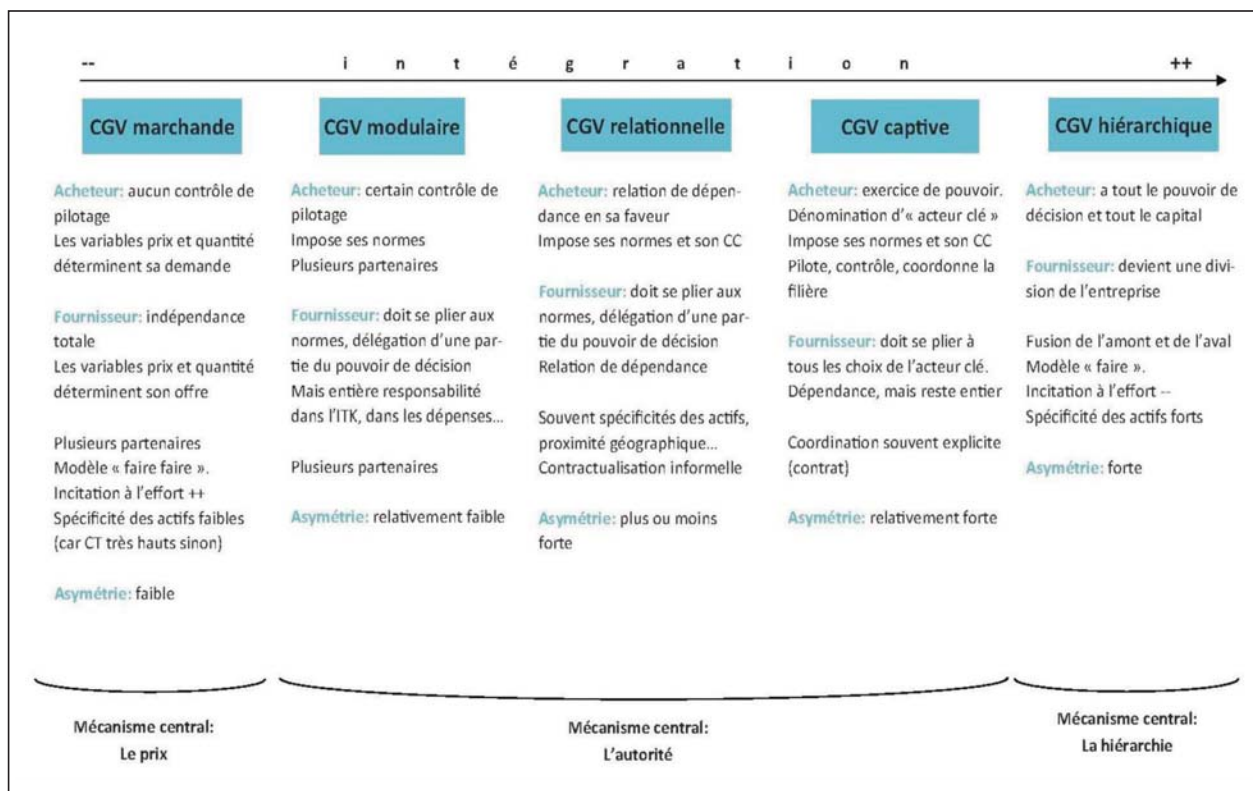 -- intégration ++
CGV marchande
Acheteur: aucun contrôle de
pilotage
Les variables prix et quantité
déterminent sa demande
Fournisseur: indépendance
totale
Les variables prix et quantité
déterminent son offre
Plusieurs partenaires
Modèle « faire faire ».
Incitation à l'effort ++
Spécificité des actifs faibles
(car CT très hauts sinon)
Asymétrie: faible
CGV modulaire
Acheteur: certain contrôle de
pilotage
Impose ses normes
Plusieurs partenaires
Fournisseur: doit se plier aux
normes, délégation d'une par-
tie du pouvoir de décision
Mais entière responsabilité
dans l'ITK, dans les dépenses...
Plusieurs partenaires
Asymétrie: relativement faible
CGV relationnelle
Acheteur: relation de dépen-
dance en sa faveur
Impose ses normes et son CC
Fournisseur: doit se plier aux
normes, délégation d'une par-
tie du pouvoir de décision
Relation de dépendance
Souvent spécificités des actifs,
proximité géographique...
Contractualisation informelle
Asymétrie: plus ou moins
forte
CGV captive
Acheteur: exercice de pouvoir.
Dénomination d'« acteur clé »
Impose ses normes et son CC
Pilote, contrôle, coordonne la
filière
Fournisseur: doit se plier à
tous les choix de l'acteur clé.
Dépendance, mais reste entier
Coordination souvent explicite
(contrat)
Asymétrie: relativement forte
CGV hiérarchique
Acheteur: a tout le pouvoir de
décision et tout le capital
Fournisseur: devient une divi-
sion de l'entreprise
Fusion de l'amont et de l'aval
Modèle « faire ».
Incitation à l'effort --
Spécificité des actifs forts
Asymétrie: forte
Mécanisme central:
Le prix
Mécanisme central:
L'autorité
Mécanisme central:
La hiérarchie